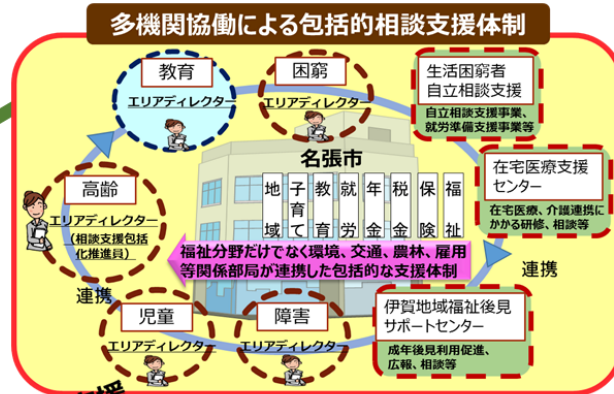 多機関協働による包括的相談支援体制
教育
エリアディレクター
困窮
エリアディレクター
生活困窮者
自立相談支援
自立相談支援事業、
就労準備支援事業等
名張市
地域
子育て
教育
就労
年金
税金
保険
福祉
在宅医療支援
センター
在宅医療、介護連携に
かかる研修、相談等
高齢
エリアディレクター
(相談支援包括
化推進員)
福祉分野だけでなく環境、交通、農林、雇用
等関係部局が連携した包括的な支援体制
連携
連携
児童
エリアディレクター
障害
エリアディレクター
伊賀地域福祉後見
サポートセンター
成年後見利用促進、
広報、相談等
支援